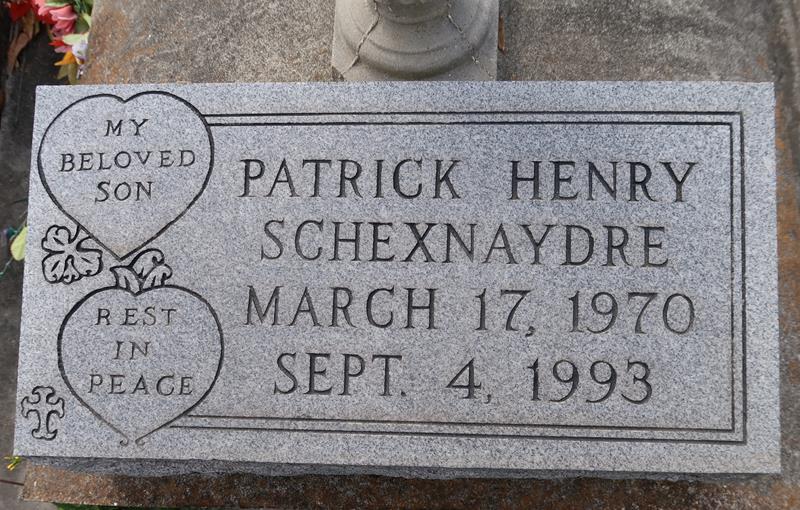 MY
BELOVED
SON
REST
IN
PEACE
PATRICK HENRY
SCHEXNAYDRE
MARCH 17, 1970
SEPT. 4, 1993